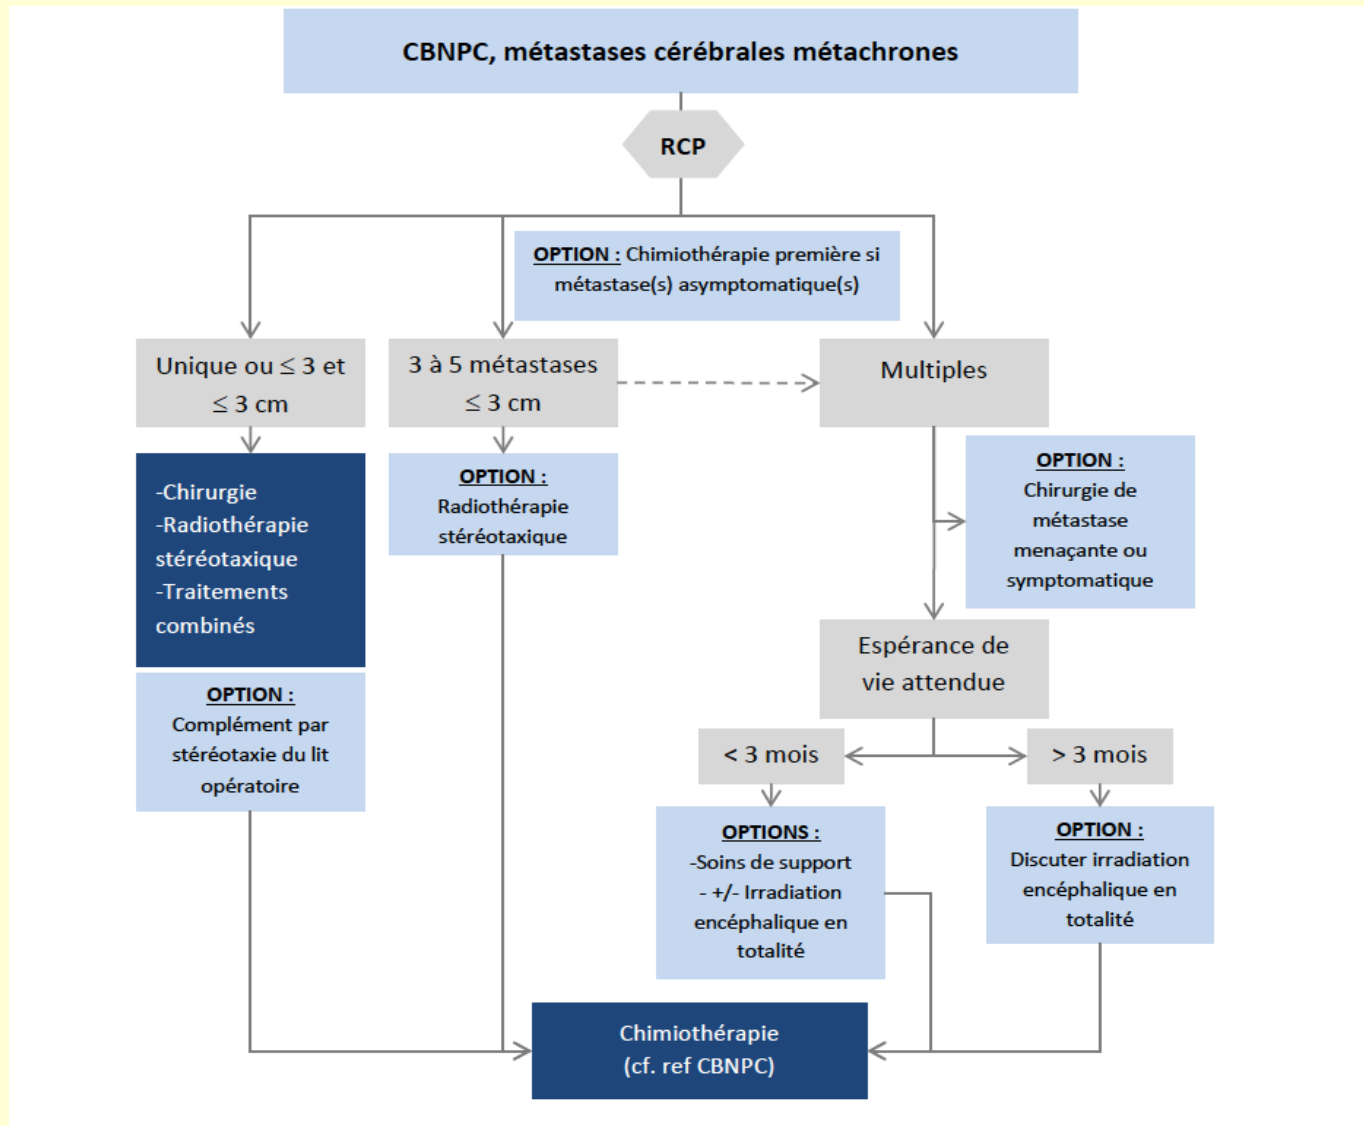 CBNPC, métastases cérébrales métachrones
RCP
OPTION : Chimiothérapie première si
métastase(s) asymptomatique(s)
Unique ou ≤ 3 et
≤ 3 cm
3 à 5 métastases
≤ 3 cm
Multiples
-Chirurgie
-Radiothérapie
stéréotaxique
-Traitements
combinés
OPTION :
Radiothérapie
stéréotaxique
OPTION :
Chirurgie de
métastase
menaçante ou
symptomatique
OPTION :
Complément par
stéréotaxie du lit
opératoire
Espérance de
vie attendue
< 3 mois
> 3 mois
OPTIONS :
-Soins de support
- +/- Irradiation
encéphalique en
totalité
OPTION :
Discuter irradiation
encéphalique en
totalité
Chimiothérapie
(cf. ref CBNPC)